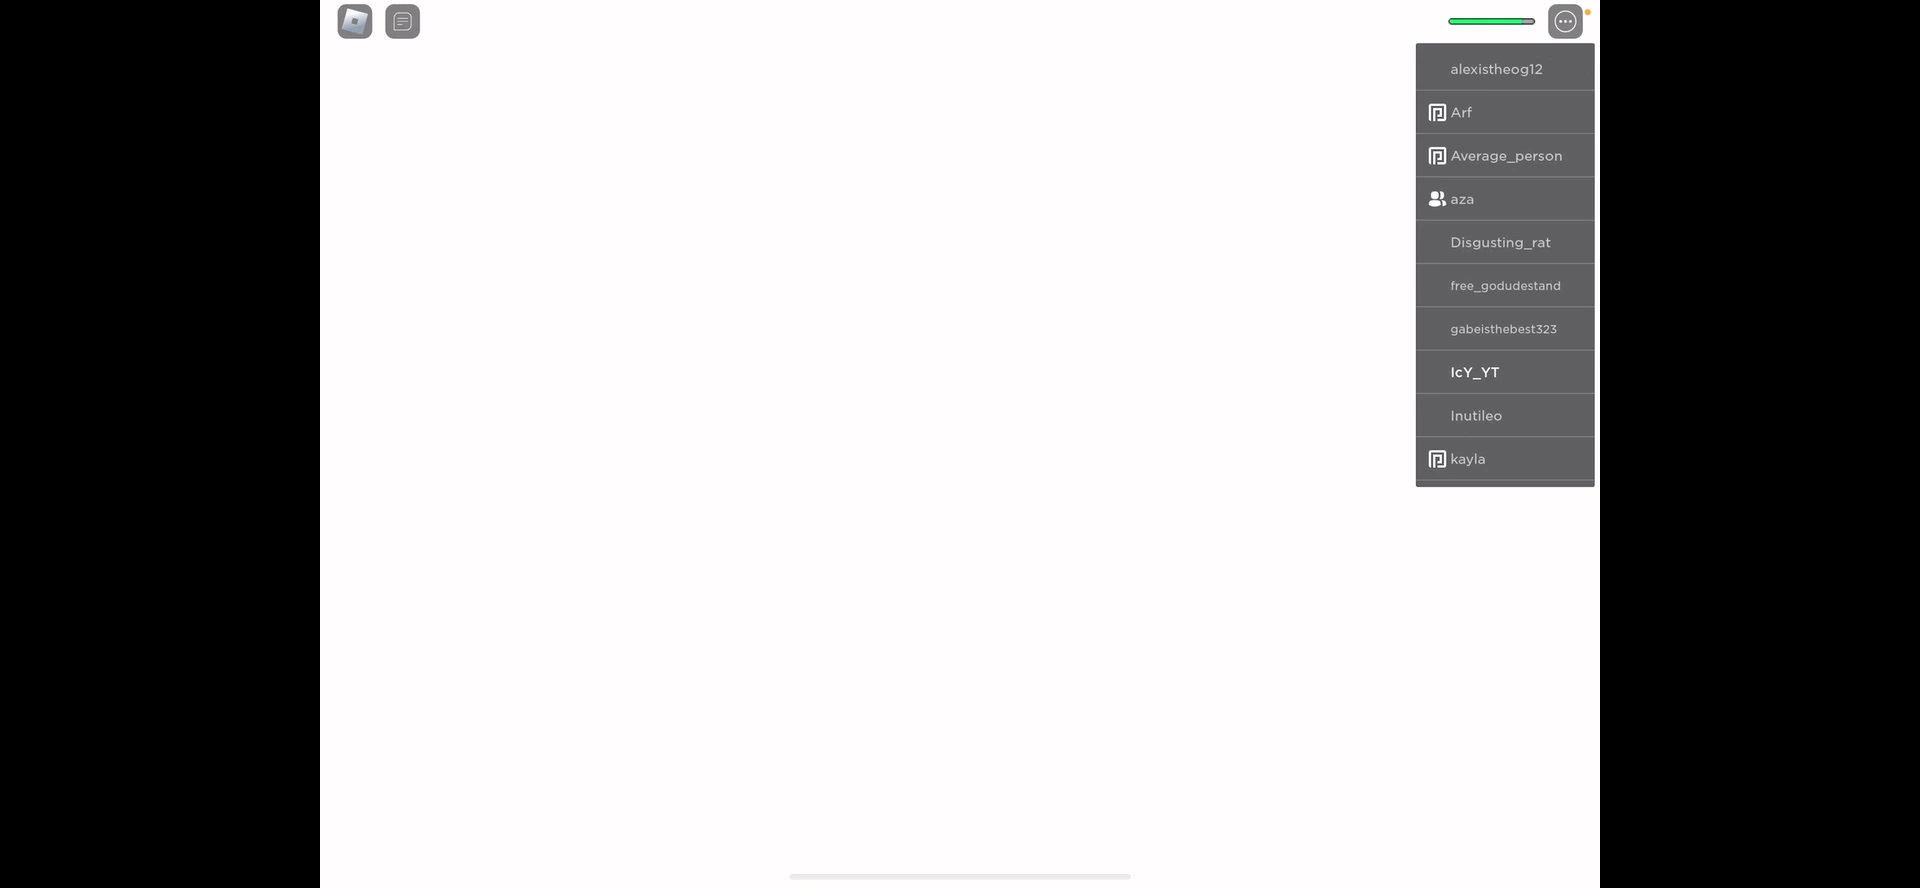 alexistheog12
Arf
Average_person
aza
Disgusting_rat
free_godudestand
gabeisthebest323
IcY_YT
Inutileo
kayla